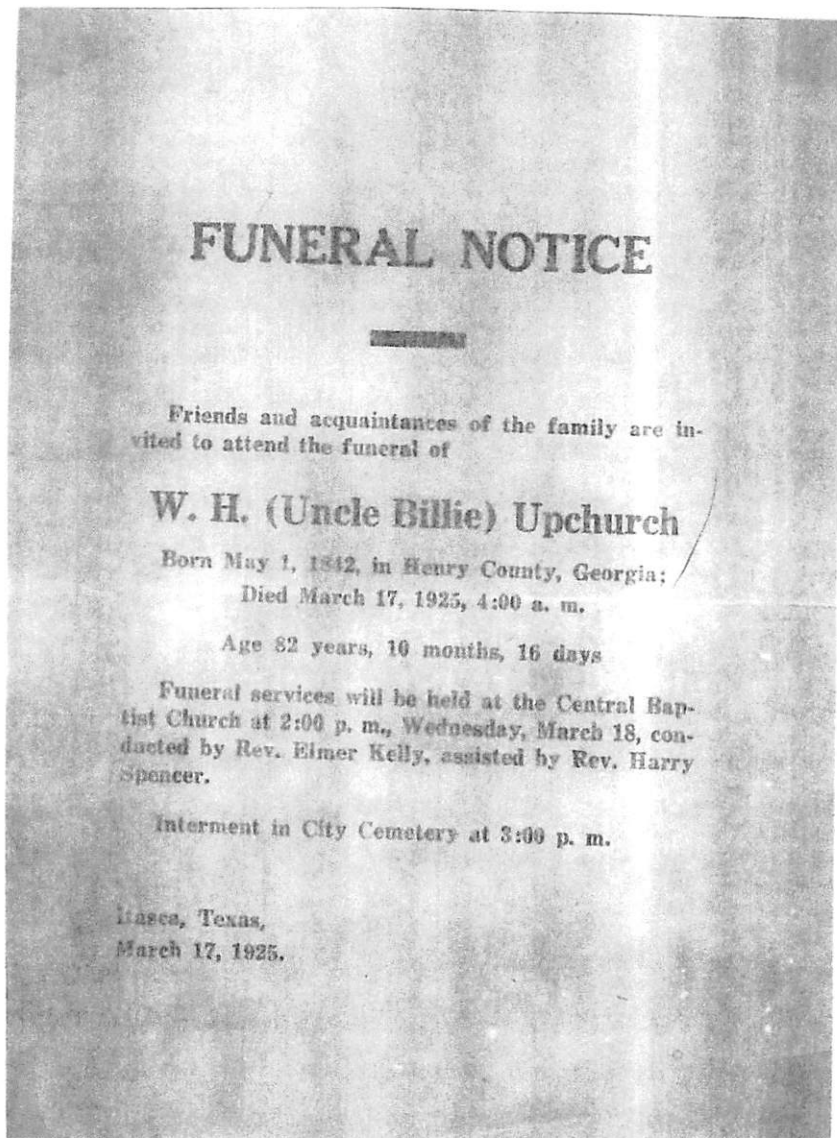 FUNERAL NOTICE
Friends and acquaintances of the family are in-
vited to attend the funeral of
W. H. (Uncle Billie) Upchurch
Born May 1, 1842, in Henry County, Georgia;
Died March 17, 1925, 4:00 a. m.
Age 82 years, 10 months, 16 days
Funeral services will be held at the Central Bap-
tist Church at 2:00 p. m., Wednesday, March 18, con-
ducted by Rev. Elmer Kelly, assisted by Rev. Harry
Spencer.
Interment in City Cemetery at 3:00 p. m.
Itasca, Texas,
March 17, 1925.